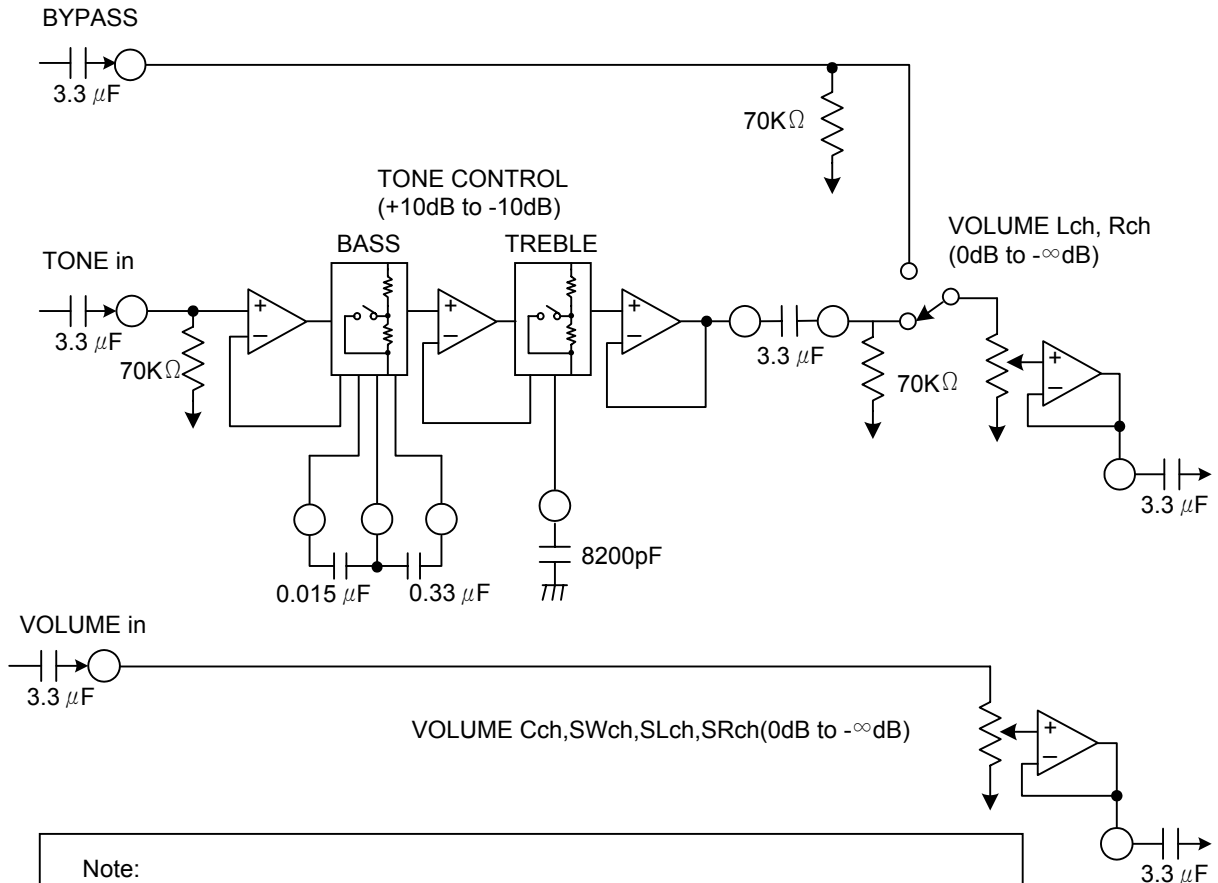 BYPASS
3.3 μF
70KΩ
TONE CONTROL
(+10dB to -10dB)
BASS
TREBLE
VOLUME Lch, Rch
(0dB to -∞dB)
TONE in
3.3 μF
70KΩ
+
−
+
−
+
−
3.3 μF
70KΩ
+
−
3.3 μF
0.015 μF
0.33 μF
8200pF
VOLUME in
3.3 μF
VOLUME Cch,SWch,SLch,SRch(0dB to -∞dB)
+
−
3.3 μF
Note: